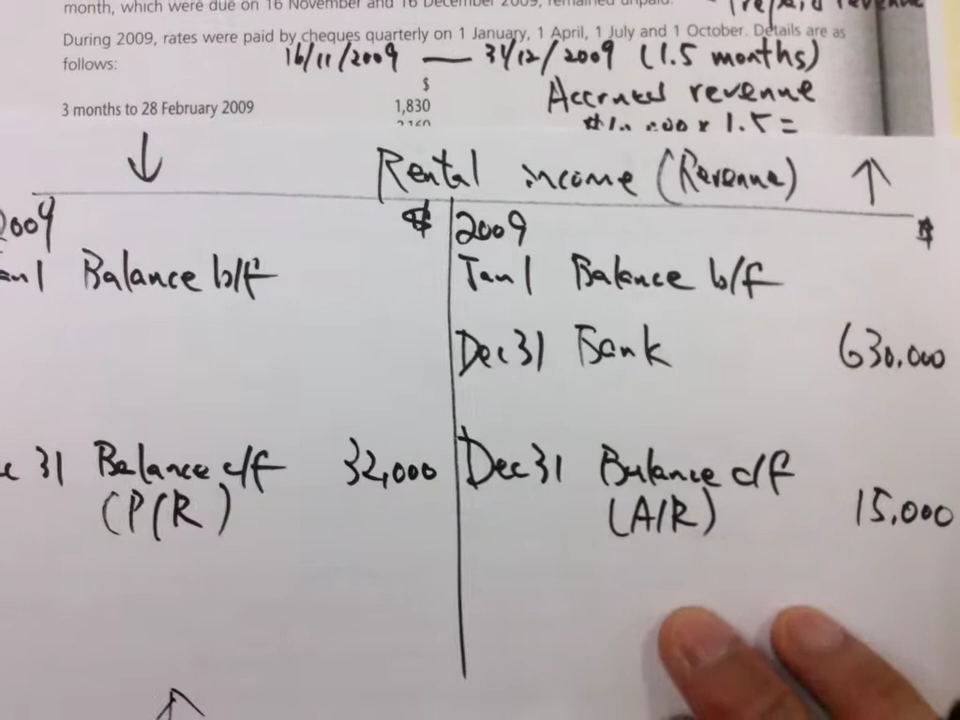 month, which were due on 16 November and 16 December 2009, remained unpaid.
During 2009, rates were paid by cheques quarterly on 1 January, 1 April, 1 July and 1 October. Details are as
follows:
16/11/2009 — 31/12/2009 (1.5 months)
$
Accrued revenue
3 months to 28 February 2009 1,830
x 1.5 =
↓ Rental income (Revenue) ↑
2009 $ 2009 $
Jan 1 Balance b/f Jan 1 Balance b/f
Dec 31 Bank 630,000
31 Balance c/f 32,000 Dec 31 Balance c/f
(P/R) (A/R) 15,000